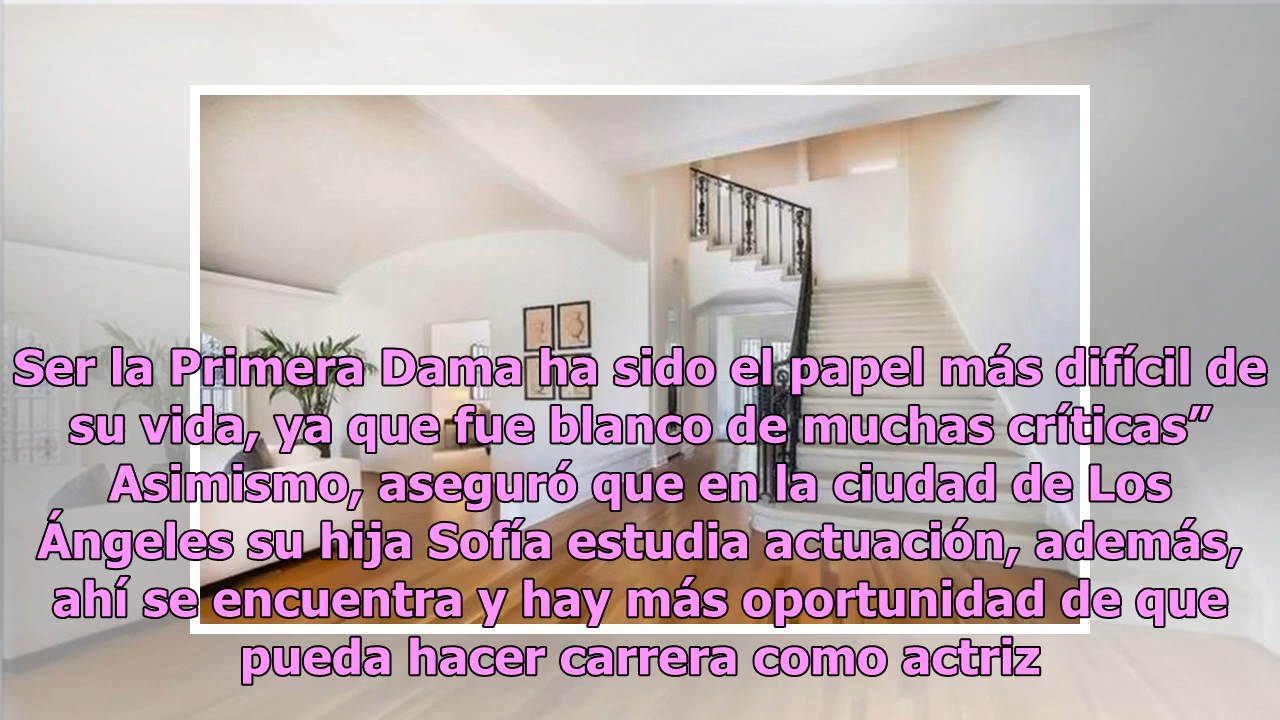 Ser la Primera Dama ha sido el papel más difícil de
su vida, ya que fue blanco de muchas críticas”
Asimismo, aseguró que en la ciudad de Los
Ángeles su hija Sofía estudia actuación, además,
ahí se encuentra y hay más oportunidad de que
pueda hacer carrera como actriz